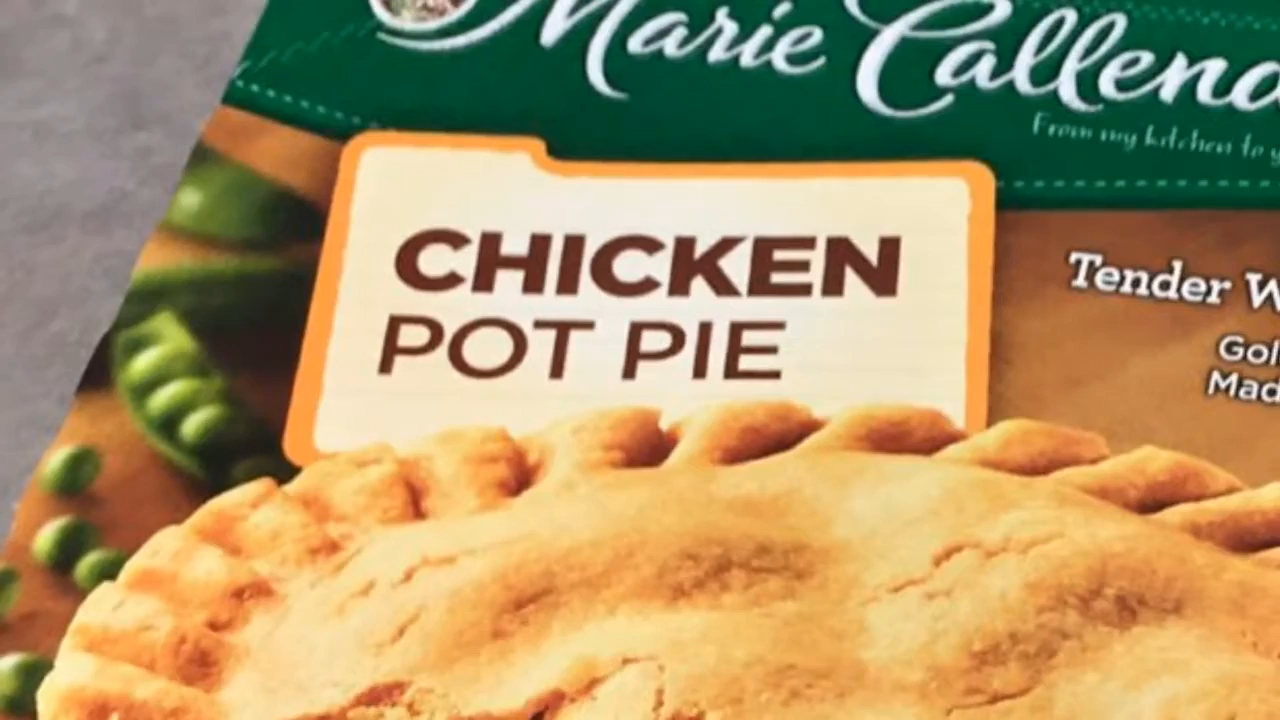 Marie Callend
From my kitchen to y
CHICKEN
POT PIE
Tender W
Gol
Mad